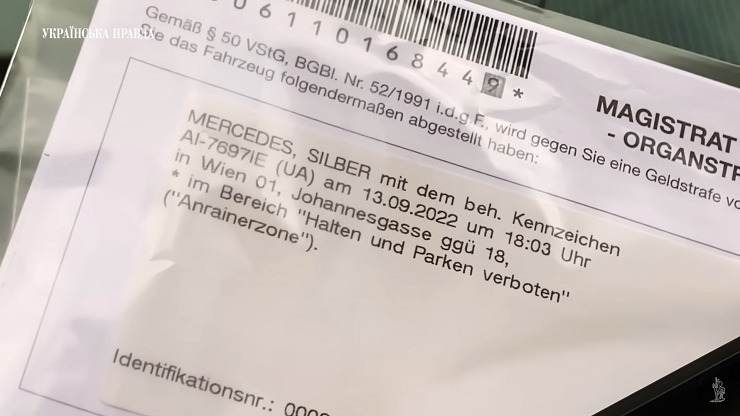 УКРАЇНСЬКА ПРАВДА
06110168449*
Gemäß § 50 VStG, BGBl. Nr. 52/1991 i.d.g F., wird gegen Sie eine Geldstrafe
Sie das Fahrzeug folgendermaßen abgestellt haben:
MAGISTRAT
- ORGANSTR
MERCEDES, SILBER mit dem beh. Kennzeichen
AI-7697IE (UA) am 13.09.2022 um 18:03 Uhr
in Wien 01, Johannesgasse ggü 18,
* im Bereich "Halten und Parken verboten"
("Anrainerzone").
Identifikationsnr.: